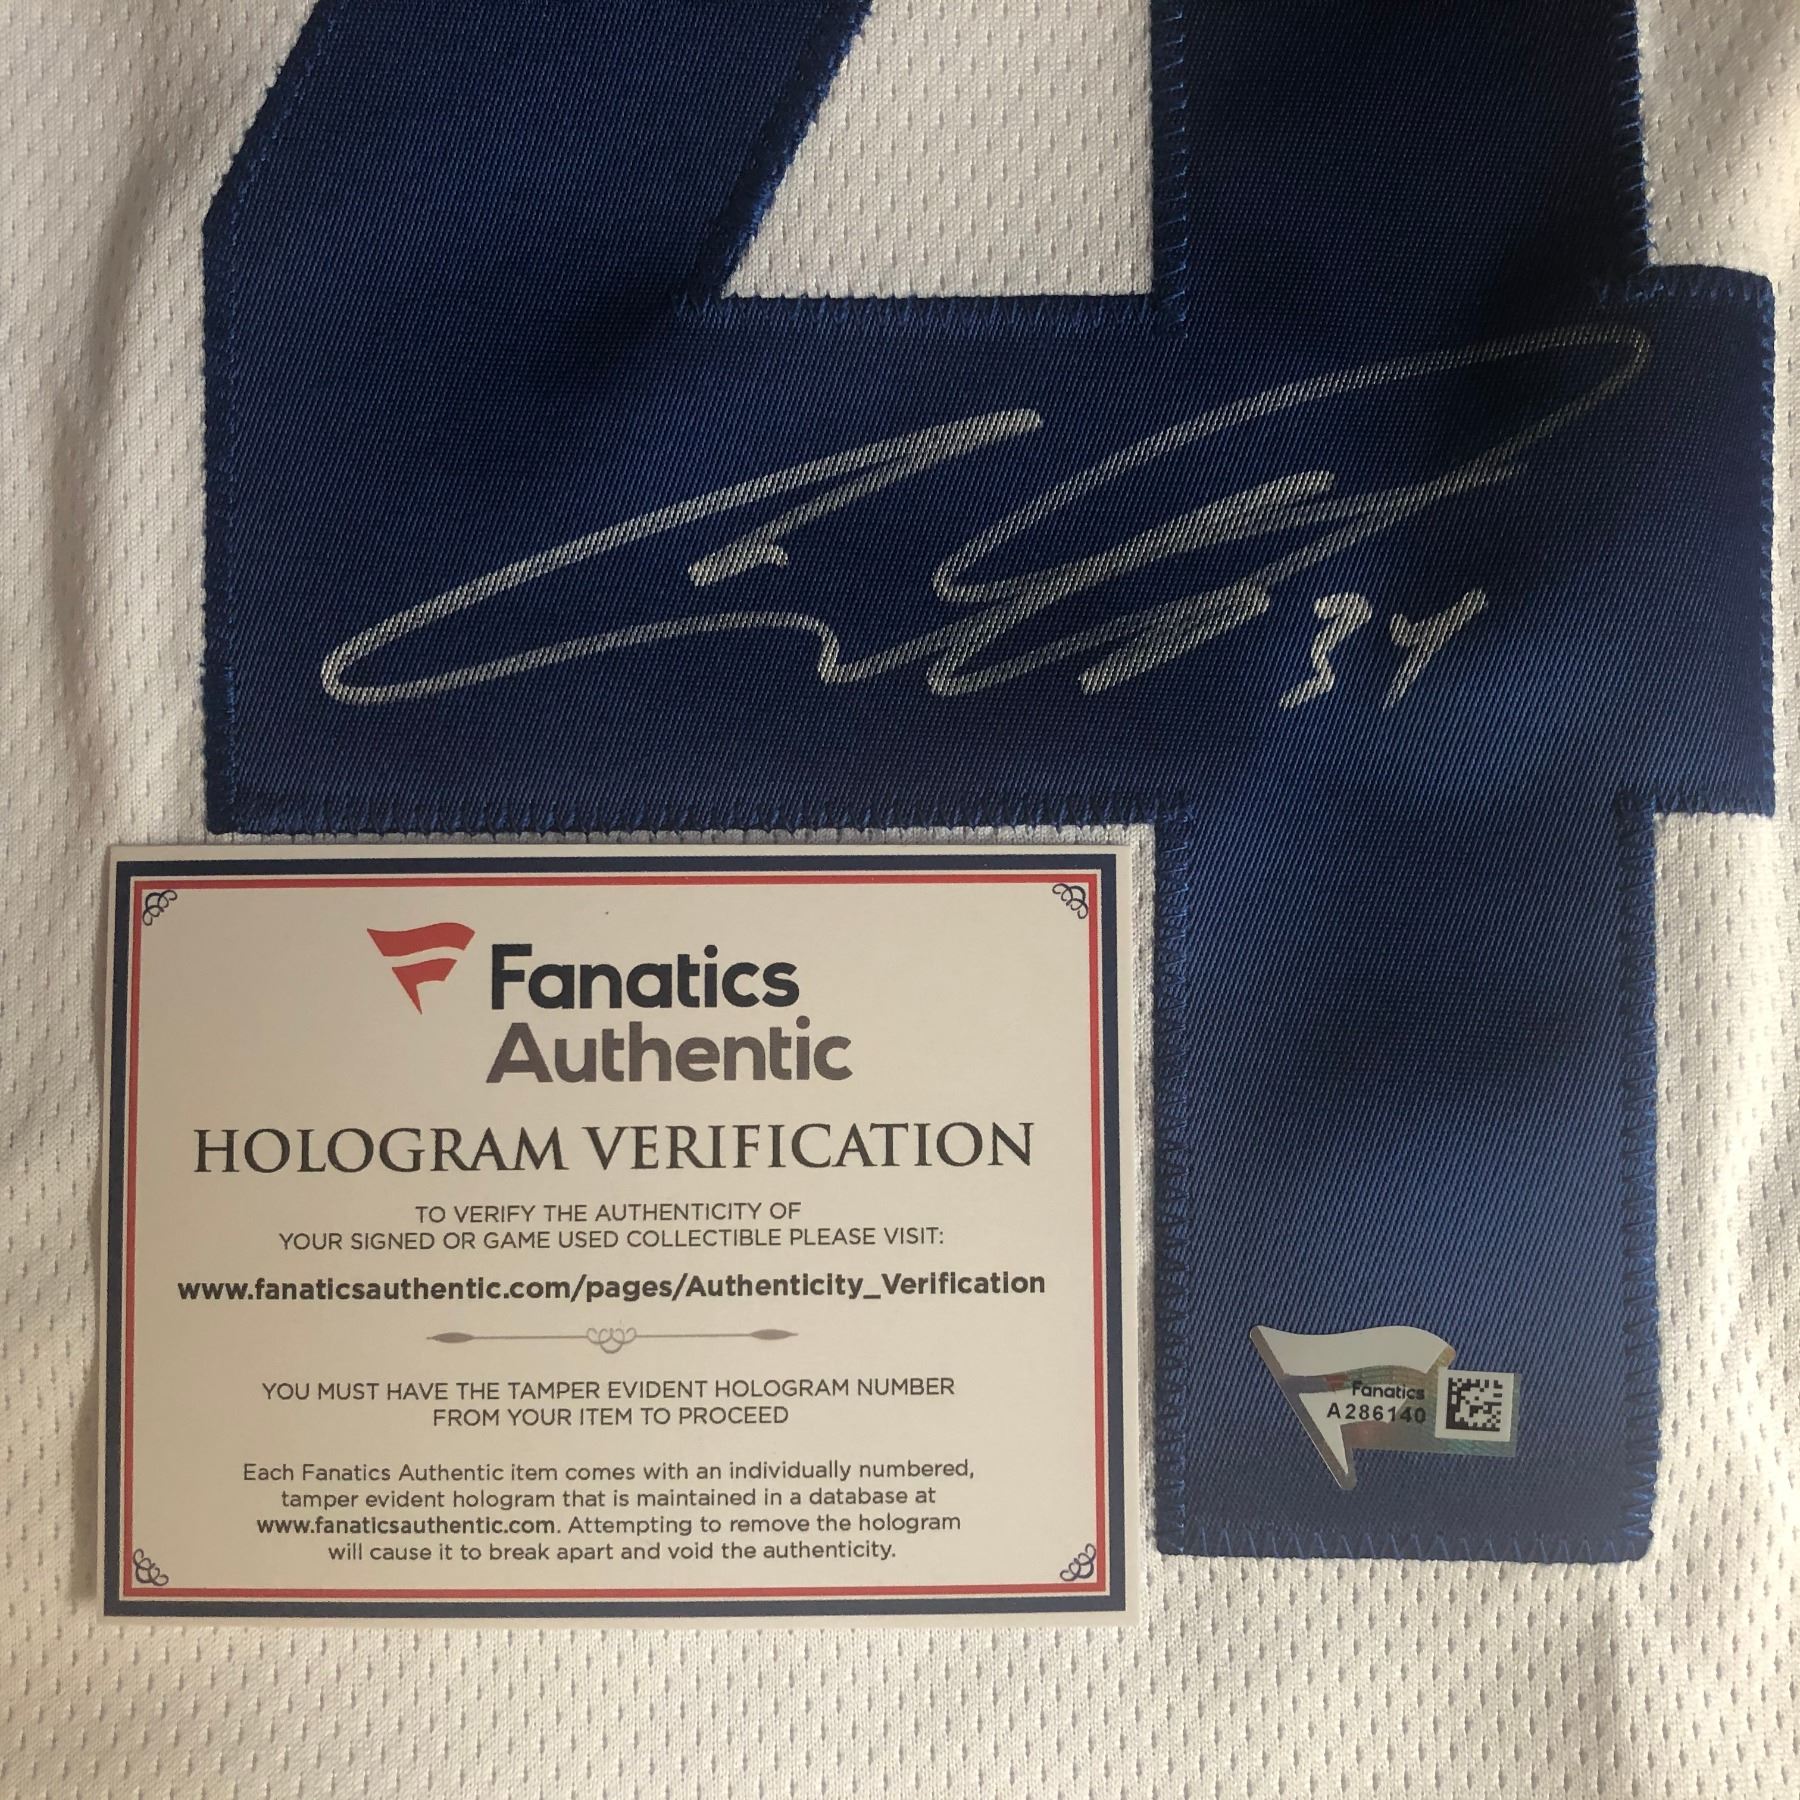 4
34
Fanatics
Authentic
HOLOGRAM VERIFICATION
TO VERIFY THE AUTHENTICITY OF
YOUR SIGNED OR GAME USED COLLECTIBLE PLEASE VISIT:
www.fanaticsauthentic.com/pages/Authenticity_Verification
YOU MUST HAVE THE TAMPER EVIDENT HOLOGRAM NUMBER
FROM YOUR ITEM TO PROCEED
Each Fanatics Authentic item comes with an individually numbered,
tamper evident hologram that is maintained in a database at
www.fanaticsauthentic.com. Attempting to remove the hologram
will cause it to break apart and void the authenticity.
Fanatics
A286140